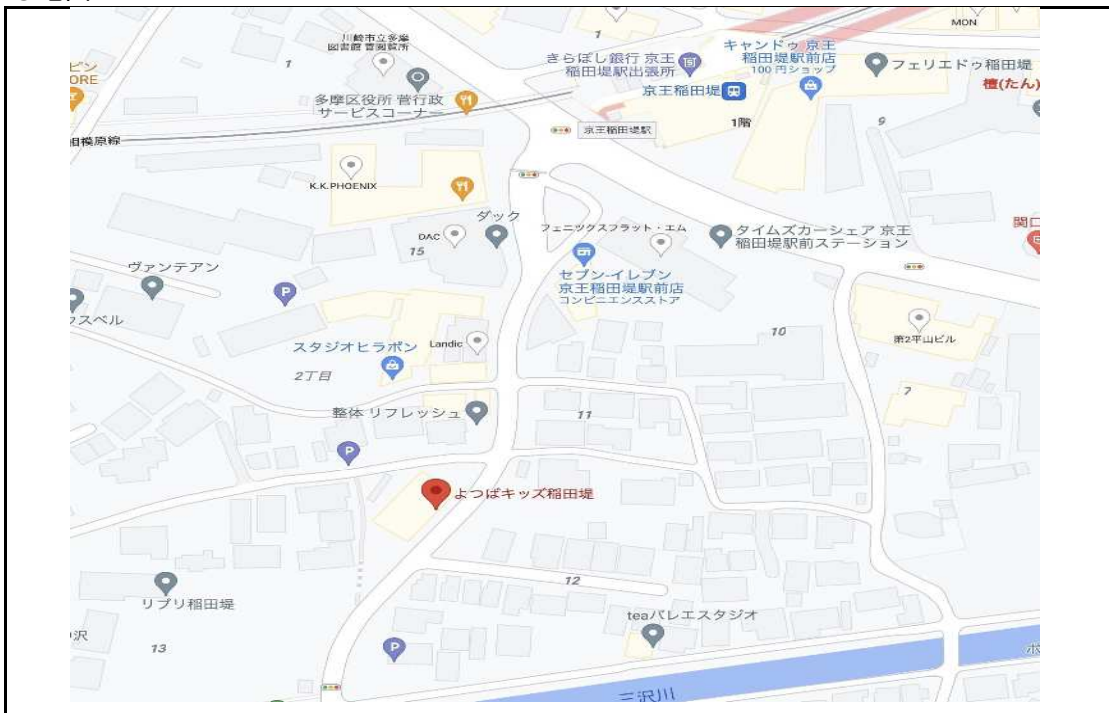 MON
1
川崎市立多摩
図書館 菅閲覧所
1
きらぼし銀行 京王
稲田堤駅出張所
キャンドゥ 京王
稲田堤駅前店
100 円ショップ
フェリエドゥ稲田堤
檀(たん)
ビン
ORE
多摩区役所 菅行政
サービスコーナー
京王稲田堤
1階
9
相模原線
京王稲田堤駅
K.K.PHOENIX
ダック
DAC
15
フェニックスフラット・エム
タイムズカーシェア 京王
稲田堤駅前ステーション
関口
ヴァンテアン
P
セブン-イレブン
京王稲田堤駅前店
コンビニエンスストア
クスベル
10
第2平山ビル
スタジオヒラボン
Landic
2丁目
7
整体 リフレッシュ
11
P
よつばキッズ稲田堤
12
リブリ稲田堤
teaバレエスタジオ
沢
13
P
三沢川